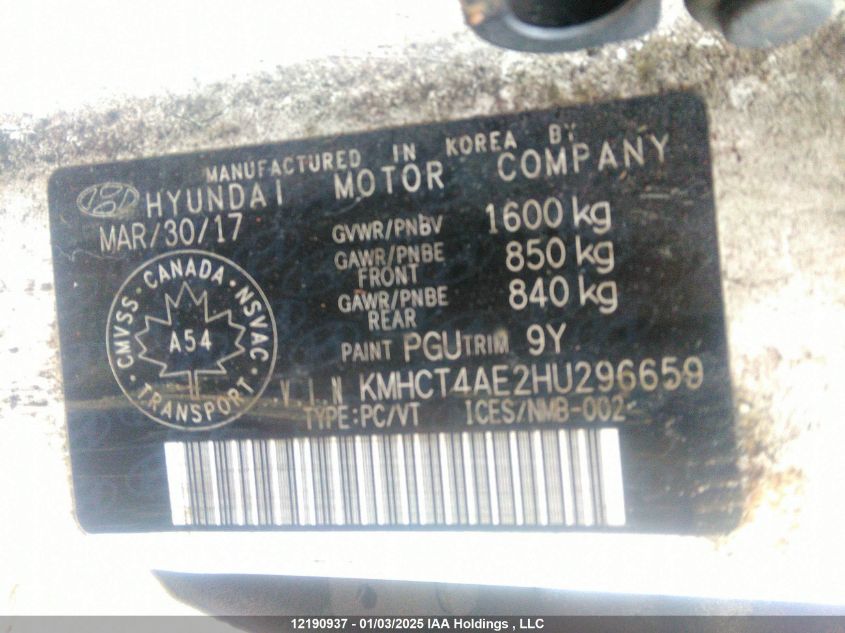 MANUFACTURED IN KOREA BY
HYUNDAI MOTOR COMPANY
MAR/30/17
GVWR/PNBV 1600 kg
GAWR/PNBE FRONT 850 kg
GAWR/PNBE REAR 840 kg
CMVSS · CANADA · NSVAC
A54
· TRANSPORT ·
PAINT PGU TRIM 9Y
V.I.N KMHCT4AE2HU296659
TYPE:PC/VT ICES/NMB-002
12190937 - 01/03/2025 IAA Holdings , LLC